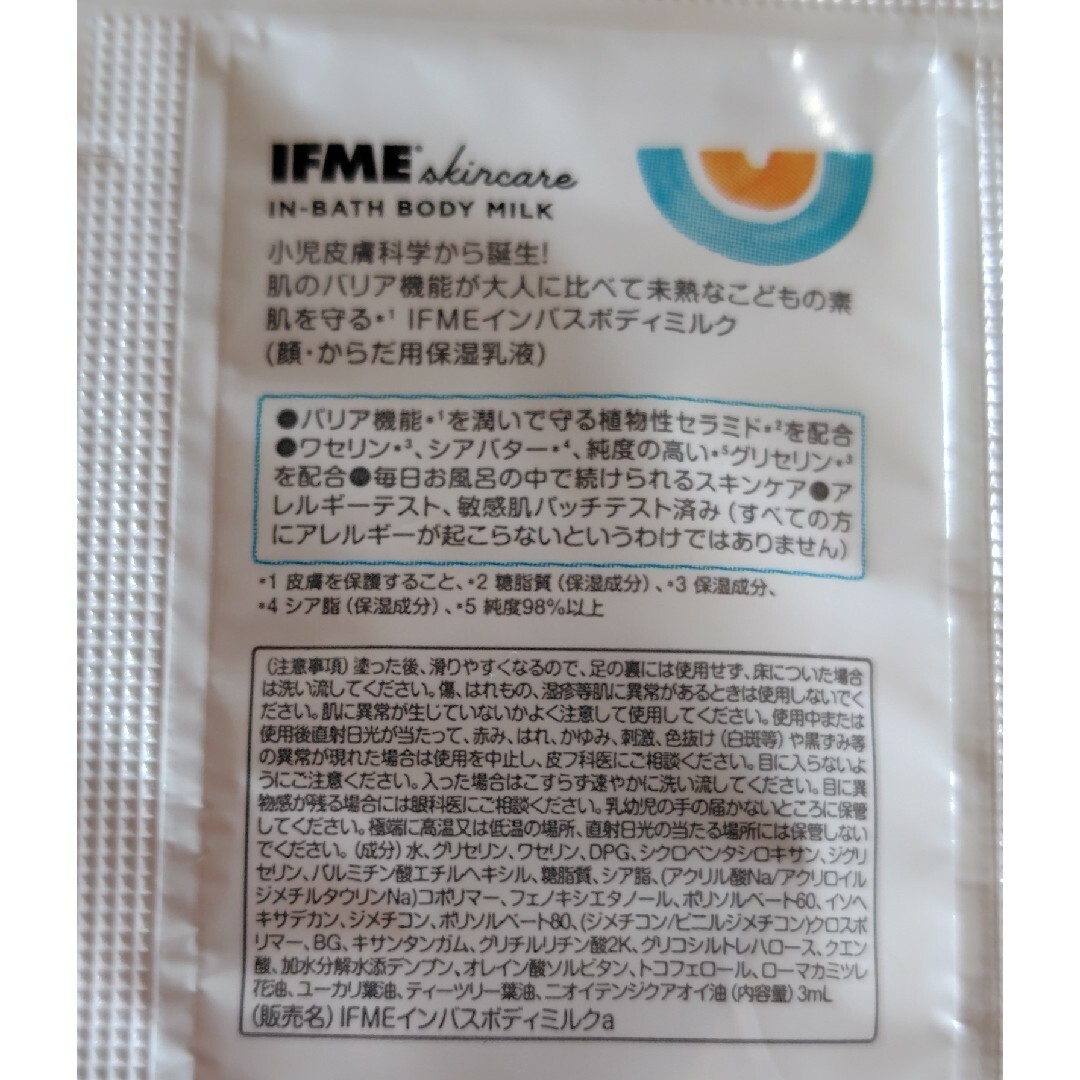 IFME skincare
IN-BATH BODY MILK
小児皮膚科学から誕生!
肌のバリア機能が大人に比べて未熟なこどもの素
肌を守る*1 IFMEインバスボディミルク
(顔・からだ用保湿乳液)
●バリア機能*1を潤いで守る植物性セラミド*2を配合
●ワセリン*3、シアバター*4、純度の高い*5グリセリン*3
を配合●毎日お風呂の中で続けられるスキンケア●ア
レルギーテスト、敏感肌パッチテスト済み(すべての方
にアレルギーが起こらないというわけではありません)
*1 皮膚を保護すること、*2 糖脂質(保湿成分)、*3 保湿成分、
*4 シア脂(保湿成分)、*5 純度98%以上
(注意事項)塗った後、滑りやすくなるので、足の裏には使用せず、床についた場合
は洗い流してください。傷、はれもの、湿疹等肌に異常があるときは使用しないでく
ださい。肌に異常が生じていないかよく注意して使用してください。使用中または
使用後直射日光が当たって、赤み、はれ、かゆみ、刺激、色抜け(白斑等)や黒ずみ等
の異常が現れた場合は使用を中止し、皮フ科医にご相談ください。目に入らないよ
うにご注意ください。入った場合はこすらず速やかに洗い流してください。目に異
物感が残る場合には眼科医にご相談ください。乳幼児の手の届かないところに保管
してください。極端に高温又は低温の場所、直射日光の当たる場所には保管しない
でください。(成分)水、グリセリン、ワセリン、DPG、シクロペンタシロキサン、ジグリ
セリン、パルミチン酸エチルヘキシル、糖脂質、シア脂、(アクリル酸Na/アクリロイル
ジメチルタウリンNa)コポリマー、フェノキシエタノール、ポリソルベート60、イソヘ
キサデカン、ジメチコン、ポリソルベート80、(ジメチコン/ビニルジメチコン)クロスポ
リマー、BG、キサンタンガム、グリチルリチン酸2K、グリコシルトレハロース、クエン
酸、加水分解水添デンプン、オレイン酸ソルビタン、トコフェロール、ローマカミツレ
花油、ユーカリ葉油、ティーツリー葉油、ニオイテンジクアオイ油(内容量)3mL
(販売名)IFMEインバスボディミルクa